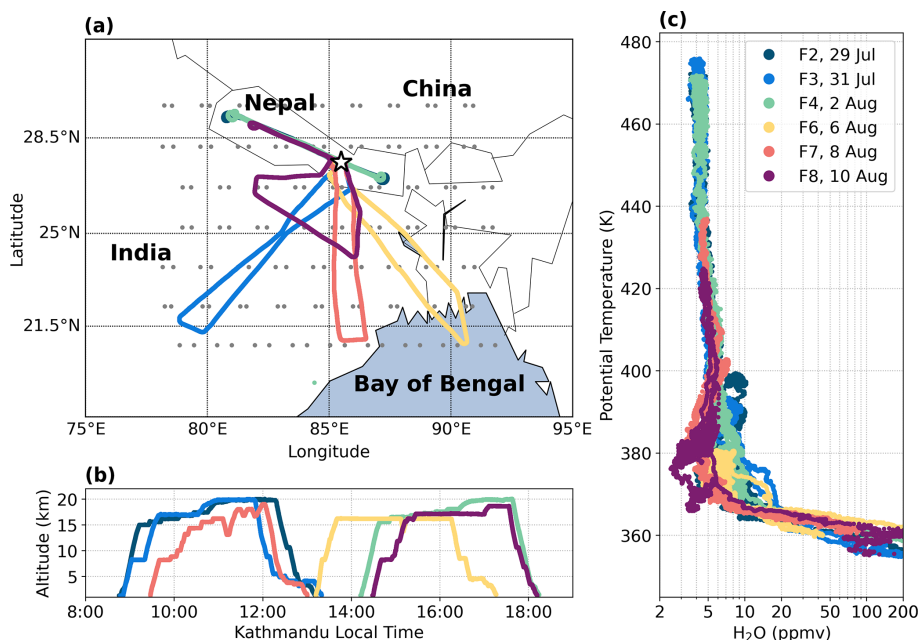 (a)
China
Nepal
India
Bay of Bengal
28.5°N
25°N
21.5°N
Latitutde
75°E 80°E 85°E 90°E 95°E
Longitude
(b)
20
15
10
5
Altitude (km)
8:00 10:00 12:00 14:00 16:00 18:00
Kathmandu Local Time
(c)
F2, 29 Jul
F3, 31 Jul
F4, 2 Aug
F6, 6 Aug
F7, 8 Aug
F8, 10 Aug
480
460
440
420
400
380
360
Potential Temperature (K)
2 5 10 50 100 200
H₂O (ppmv)